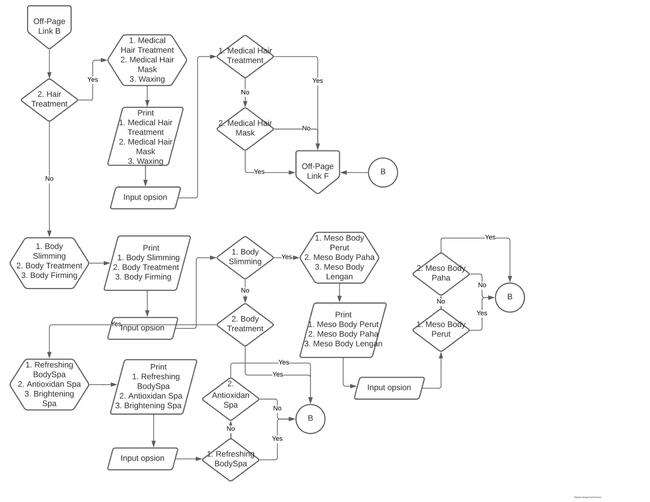 Off-Page
Link B
2. Hair
Treatment
Yes
No
1. Medical
Hair Treatment
2. Medical Hair
Mask
3. Waxing
Print
1. Medical Hair
Treatment
2. Medical Hair
Mask
3. Waxing
Input opsion
1. Medical Hair
Treatment
Yes
No
2. Medical Hair
Mask
No
Yes
Off-Page
Link F
B
1. Body
Slimming
2. Body Treatment
3. Body Firming
Print
1. Body Slimming
2. Body Treatment
3. Body Firming
Input opsion
1. Body
Slimming
Yes
No
2. Body
Treatment
Yes
Yes
1. Meso Body
Perut
2. Meso Body Paha
3. Meso Body
Lengan
Print
1. Meso Body Perut
2. Meso Body Paha
3. Meso Body Lengan
Input opsion
Yes
2. Meso Body
Paha
No
No
1. Meso Body
Perut
Yes
B
1. Refreshing
BodySpa
2. Antioxidan Spa
3. Brightening
Spa
Print
1. Refreshing
BodySpa
2. Antioxidan Spa
3. Brightening Spa
Input opsion
Yes
2.
Antioxidan
Spa
No
No
1. Refreshing
BodySpa
Yes
B